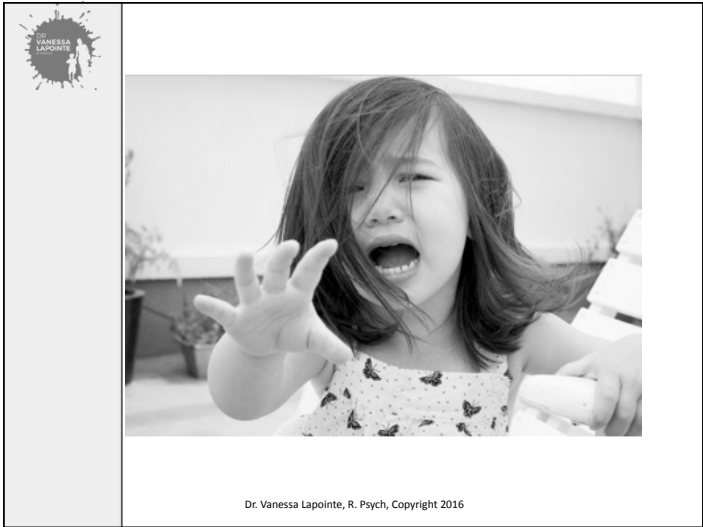 DR
VANESSA
LAPOINTE
Dr. Vanessa Lapointe, R. Psych, Copyright 2016